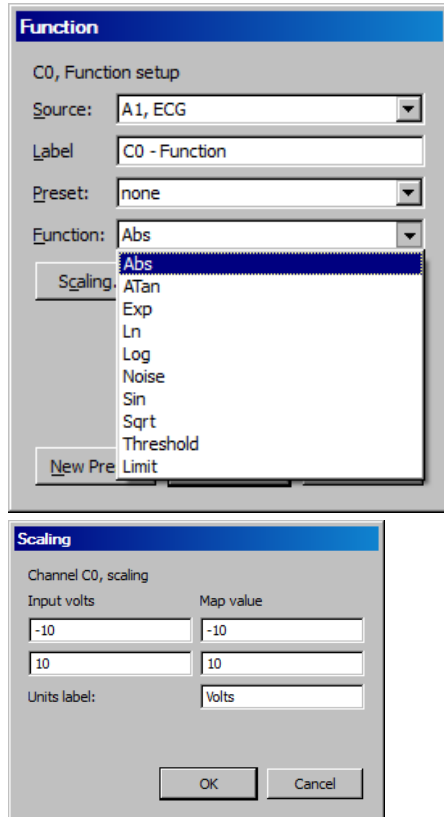 Function
C0, Function setup
Source: A1, ECG
Label C0 - Function
Preset: none
Function: Abs
Abs
Scaling.
ATan
Exp
Ln
Log
Noise
Sin
Sqrt
Threshold
New Pre Limit
Scaling
Channel C0, scaling
Input volts Map value
-10 -10
10 10
Units label: Volts
OK Cancel